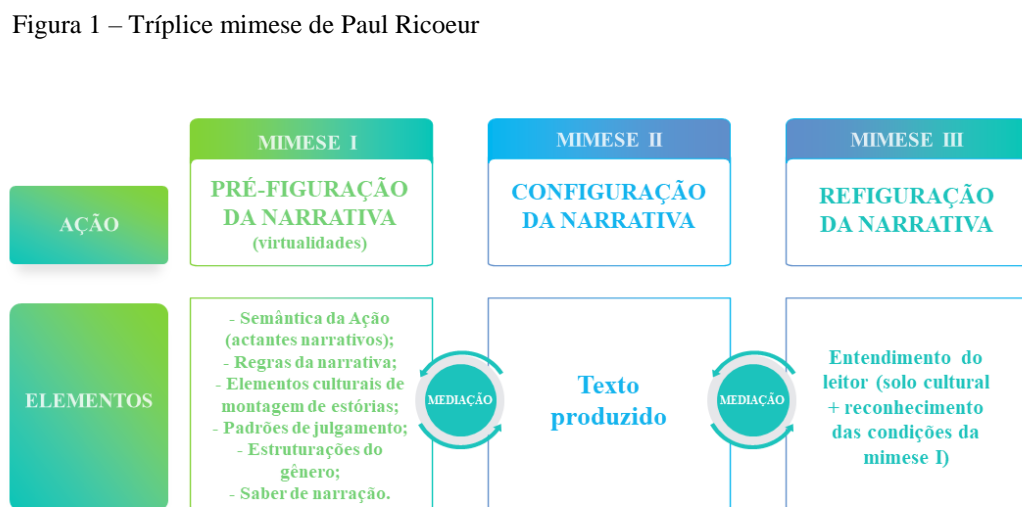 Figura 1 – Tríplice mimese de Paul Ricoeur
MIMESE I
MIMESE II
MIMESE III
AÇÃO
PRÉ-FIGURAÇÃO
DA NARRATIVA
(virtualidades)
CONFIGURAÇÃO
DA NARRATIVA
REFIGURAÇÃO
DA NARRATIVA
ELEMENTOS
- Semântica da Ação
(actantes narrativos);
- Regras da narrativa;
- Elementos culturais de
montagem de estórias;
- Padrões de julgamento;
- Estruturações do
gênero;
- Saber de narração.
MEDIAÇÃO
Texto
produzido
MEDIAÇÃO
Entendimento do
leitor (solo cultural
+ reconhecimento
das condições da
mimese I)